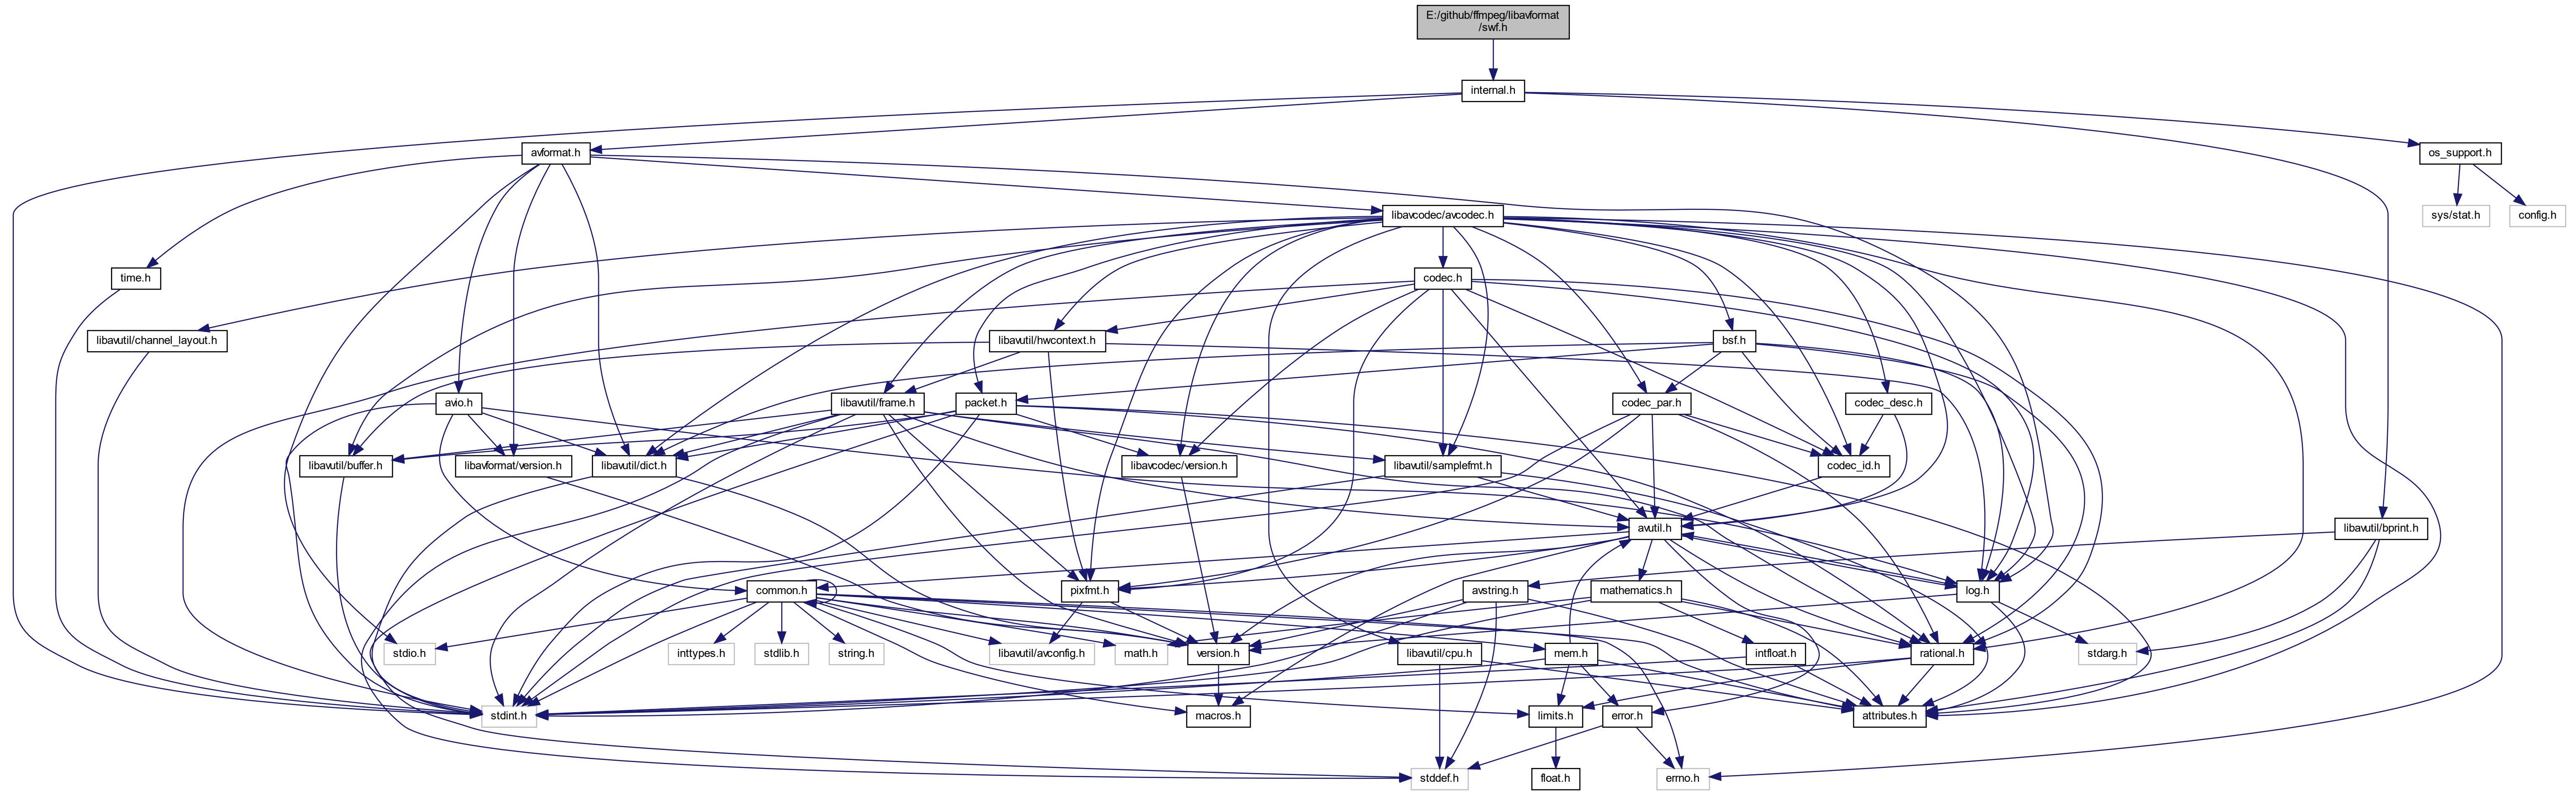 E:/github/ffmpeg/libavformat
/swf.h
internal.h
avformat.h
os_support.h
libavcodec/avcodec.h
sys/stat.h
config.h
time.h
codec.h
libavutil/channel_layout.h
libavutil/hwcontext.h
bsf.h
avio.h
libavutil/frame.h
packet.h
codec_par.h
codec_desc.h
libavutil/buffer.h
libavformat/version.h
libavutil/dict.h
libavcodec/version.h
libavutil/samplefmt.h
codec_id.h
avutil.h
libavutil/bprint.h
common.h
pixfmt.h
avstring.h
mathematics.h
log.h
stdio.h
inttypes.h
stdlib.h
string.h
libavutil/avconfig.h
math.h
version.h
libavutil/cpu.h
mem.h
intfloat.h
rational.h
stdarg.h
stdint.h
macros.h
limits.h
error.h
attributes.h
stddef.h
float.h
errno.h